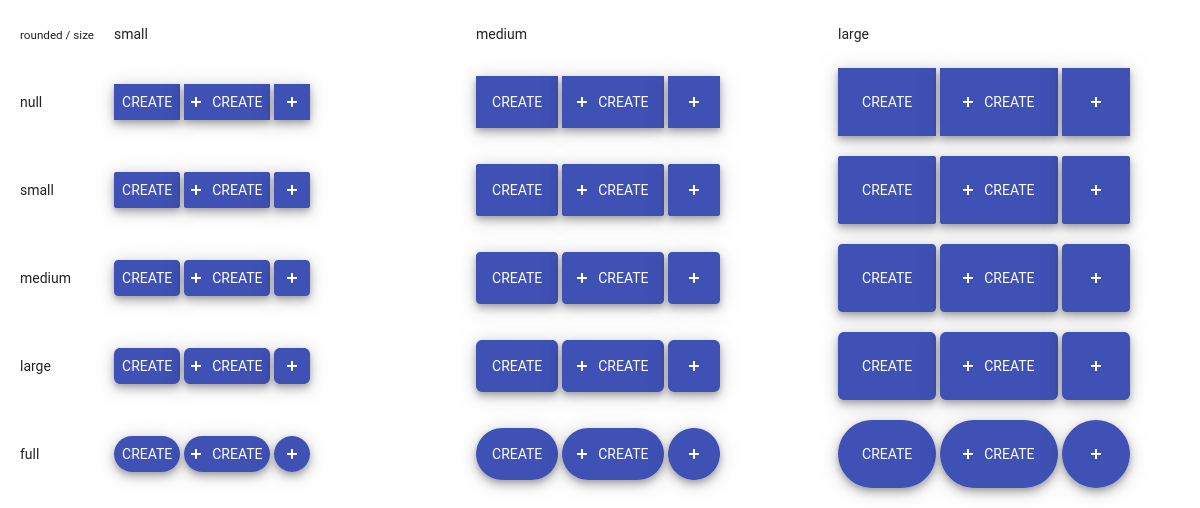 rounded / size small medium large
null CREATE + CREATE + CREATE + CREATE + CREATE + CREATE +
small CREATE + CREATE + CREATE + CREATE + CREATE + CREATE +
medium CREATE + CREATE + CREATE + CREATE + CREATE + CREATE +
large CREATE + CREATE + CREATE + CREATE + CREATE + CREATE +
full CREATE + CREATE + CREATE + CREATE + CREATE + CREATE +